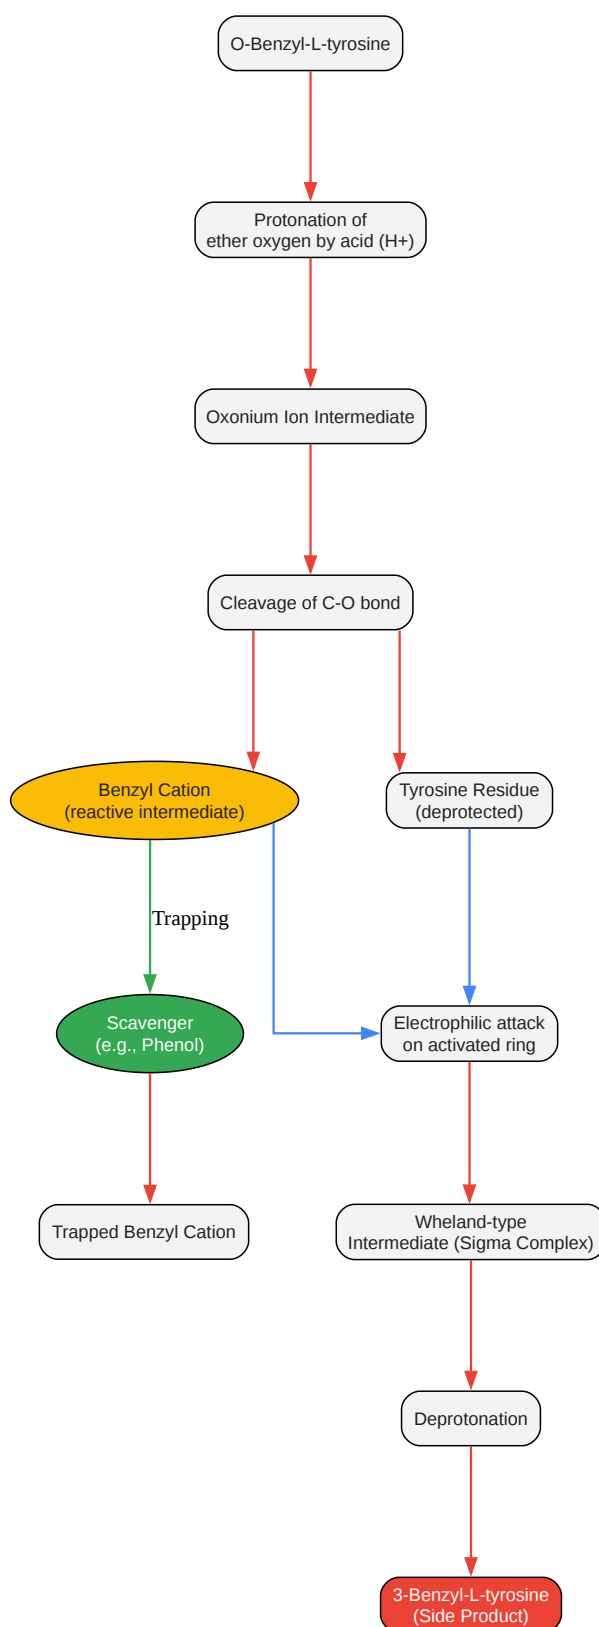 O-Benzyl-L-tyrosine
Protonation of
ether oxygen by acid (H+)
Oxonium Ion Intermediate
Cleavage of C-O bond
Benzyl Cation
(reactive intermediate)
Tyrosine Residue
(deprotected)
Trapping
Scavenger
(e.g., Phenol)
Electrophilic attack
on activated ring
Trapped Benzyl Cation
Wheland-type
Intermediate (Sigma Complex)
Deprotonation
3-Benzyl-L-tyrosine
(Side Product)